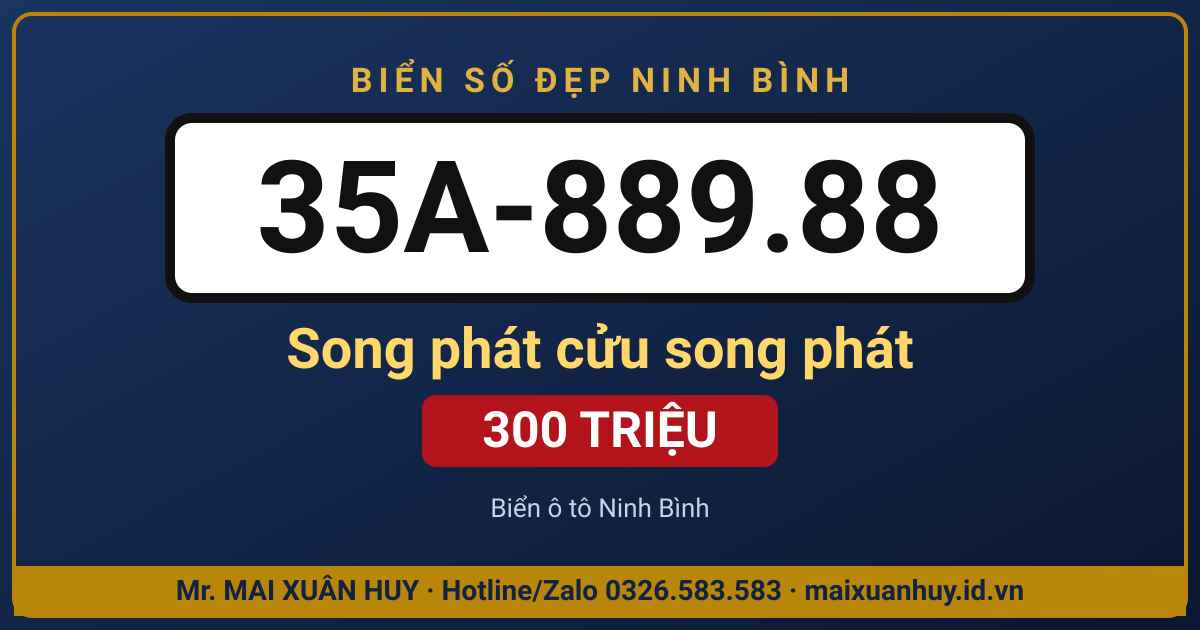 BIỂN SỐ ĐẸP NINH BÌNH
35A-889.88
Song phát cửu song phát
300 TRIỆU
Biển ô tô Ninh Bình
Mr. MAI XUÂN HUY · Hotline/Zalo 0326.583.583 · maixuanhuy.id.vn